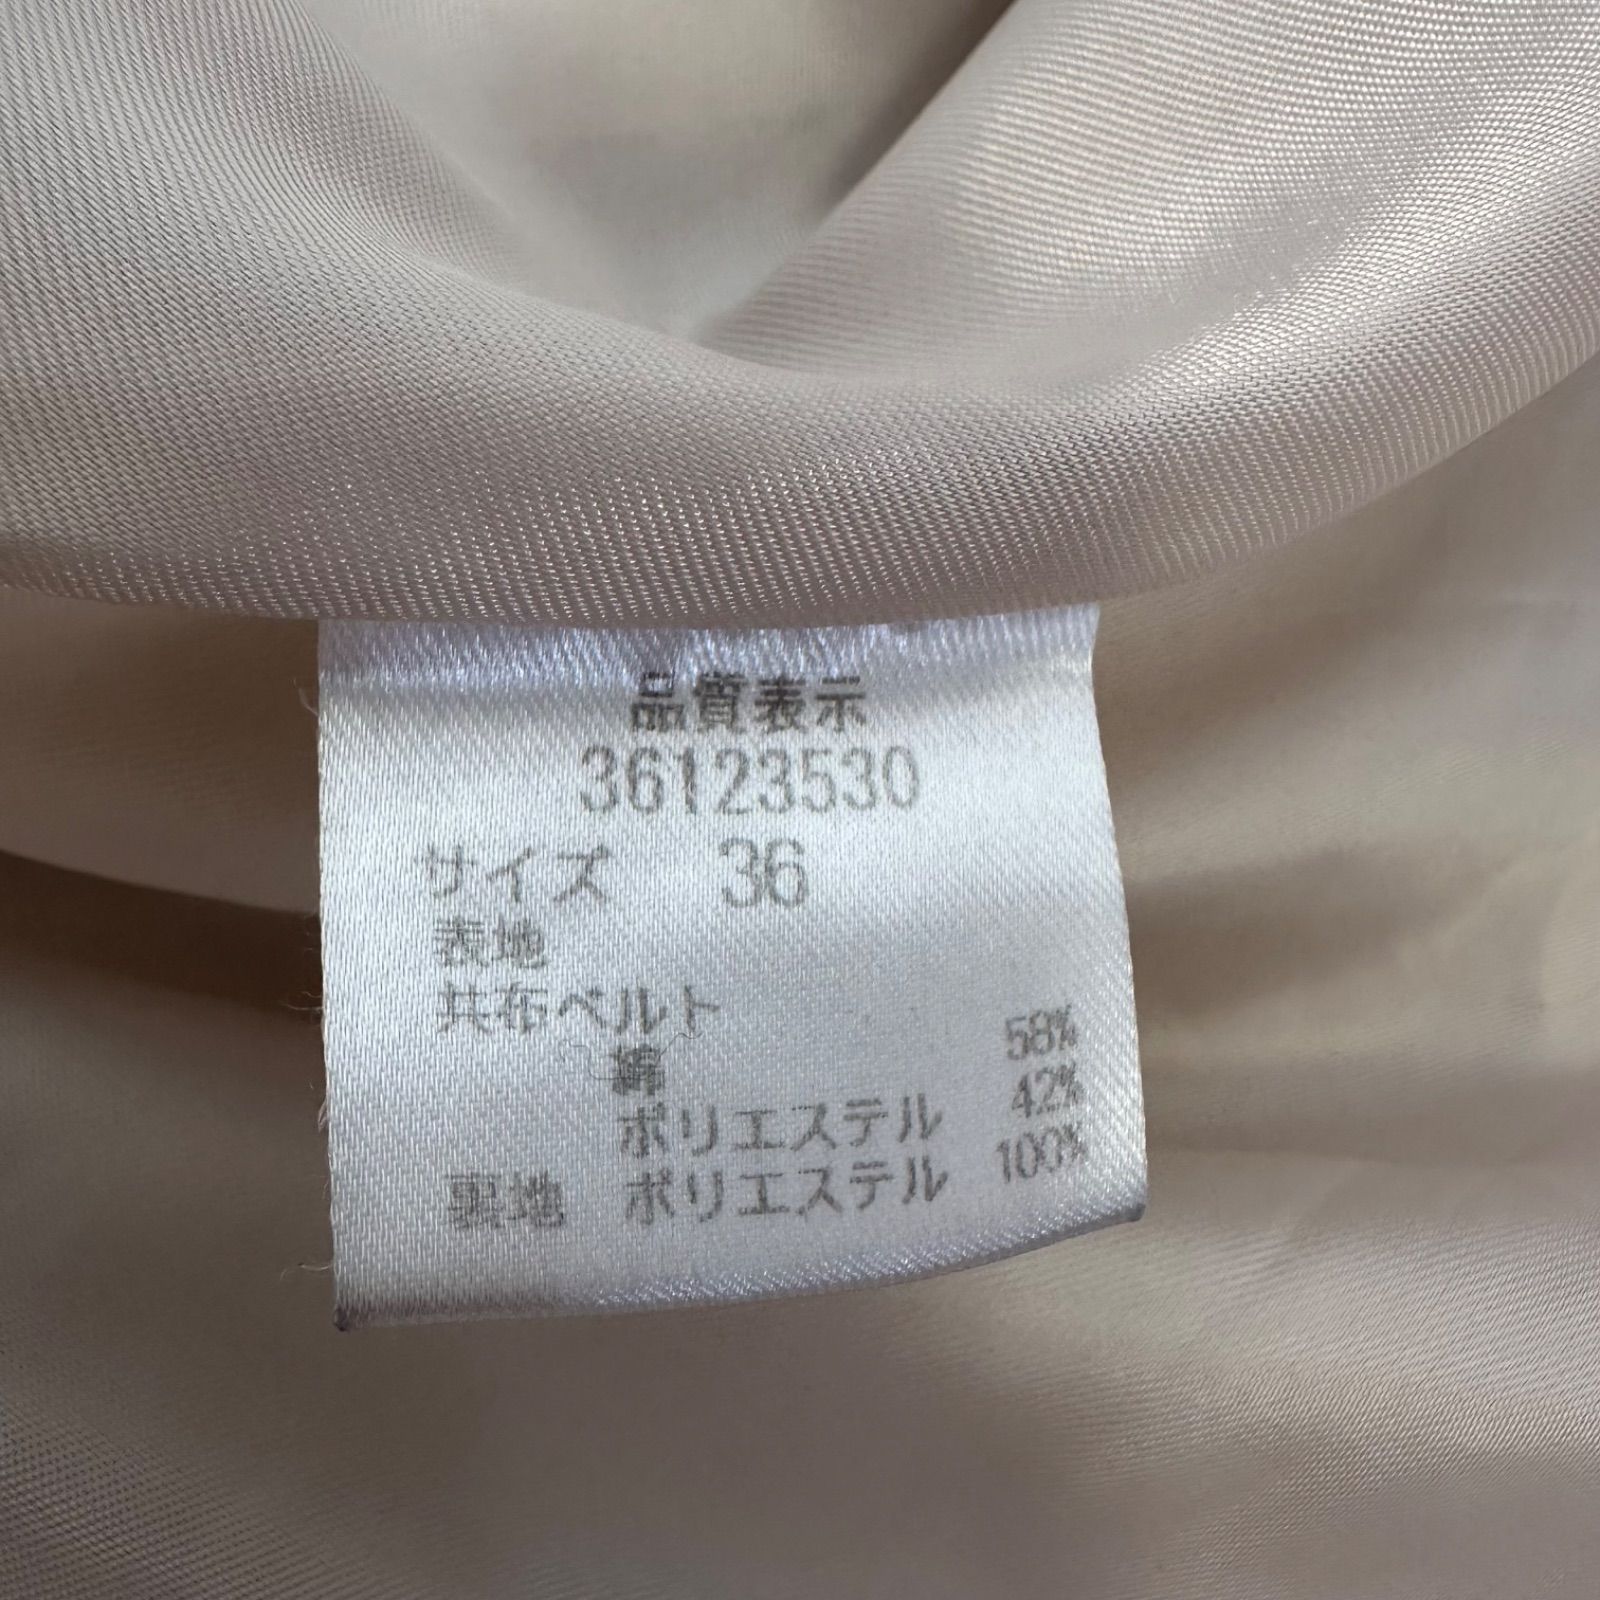 品質表示
36123530
サイズ 36
表地
共布ベルト
綿 58%
ポリエステル 42%
裏地 ポリエステル 100%